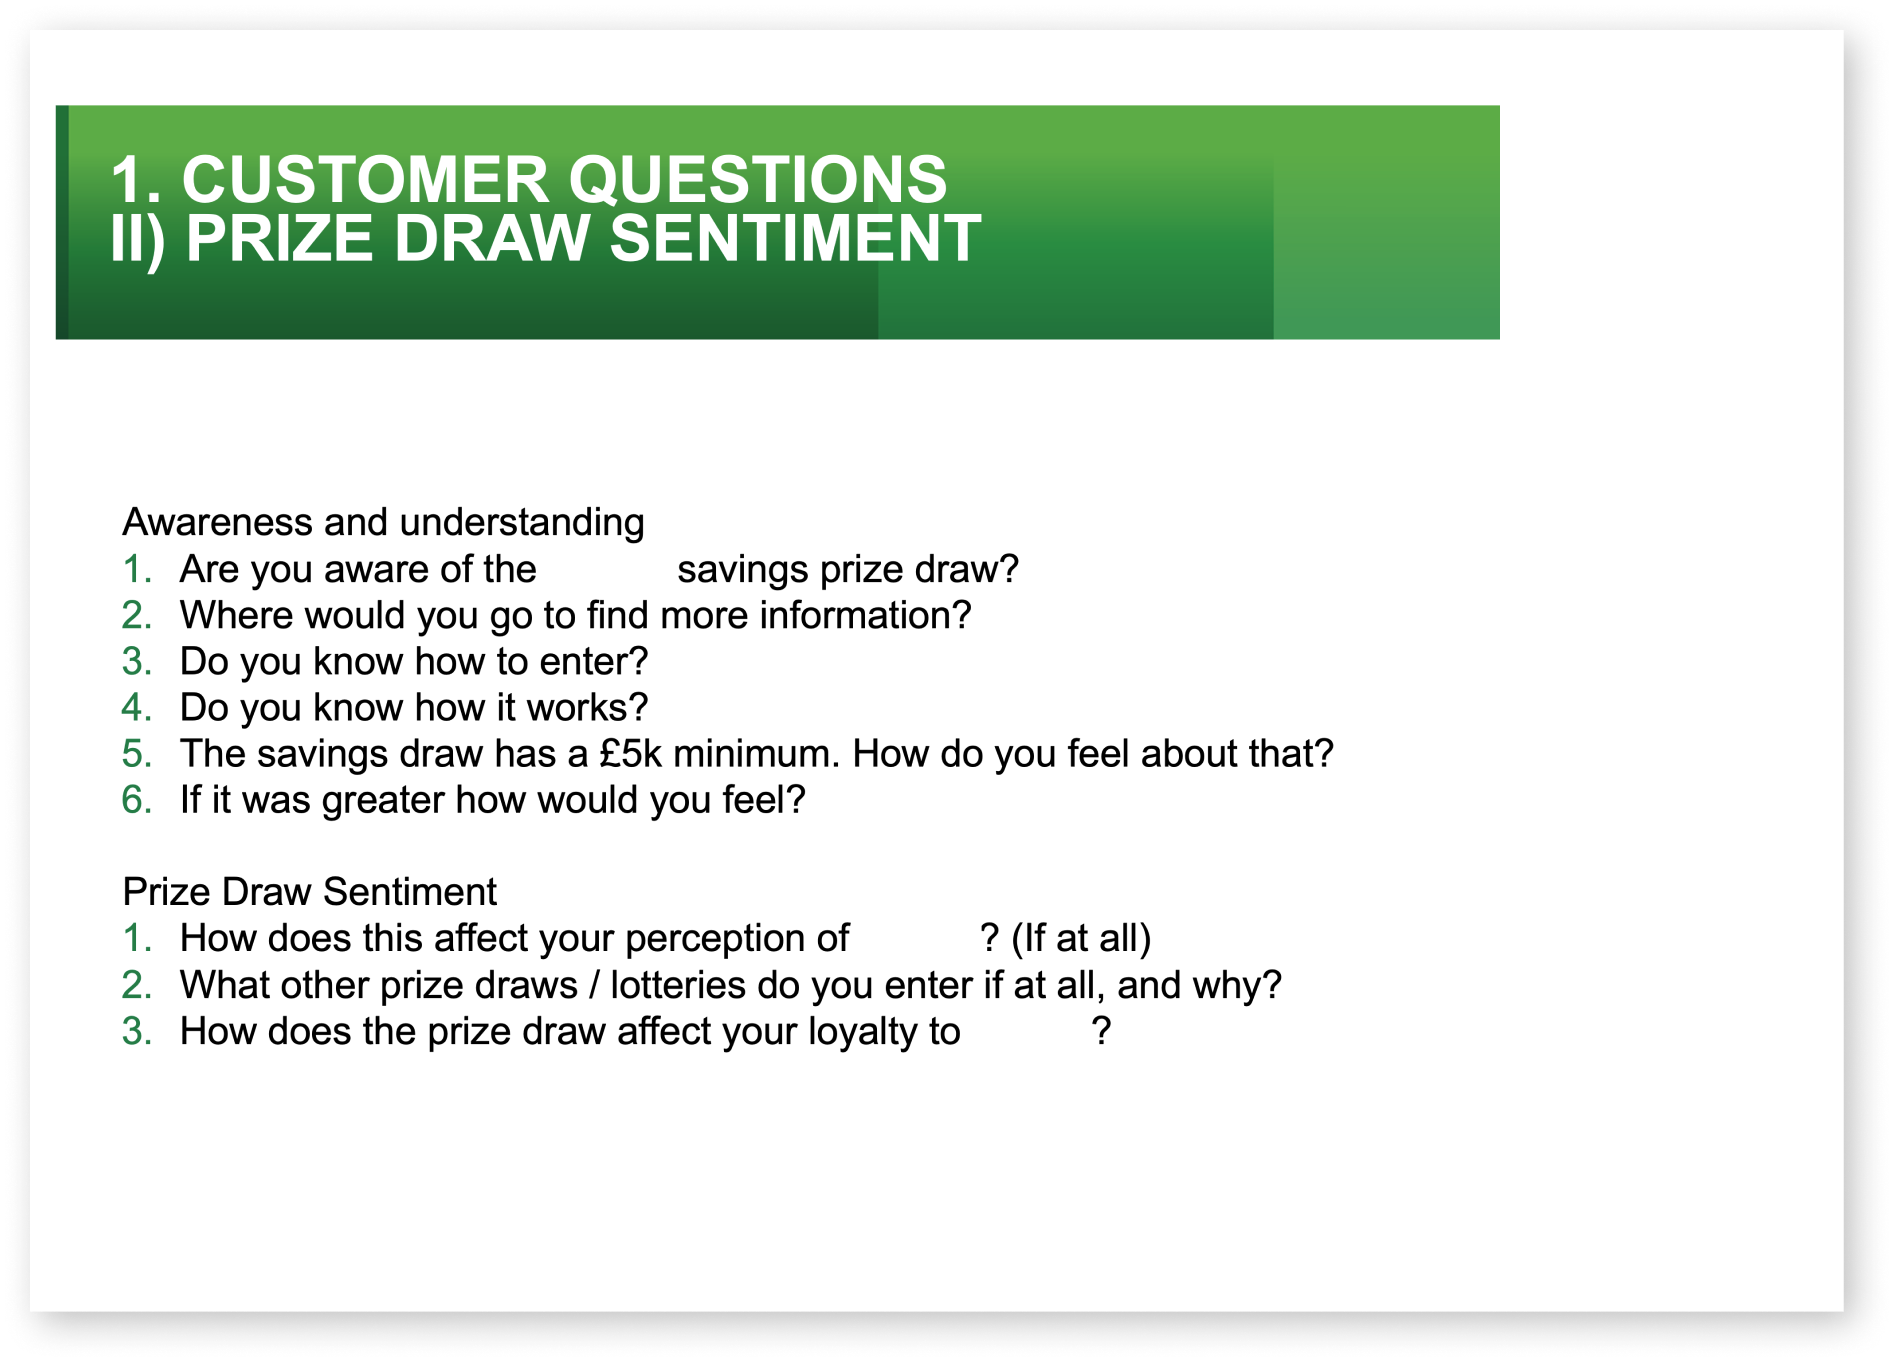 1. CUSTOMER QUESTIONS
II) PRIZE DRAW SENTIMENT
Awareness and understanding
1. Are you aware of the savings prize draw?
2. Where would you go to find more information?
3. Do you know how to enter?
4. Do you know how it works?
5. The savings draw has a £5k minimum. How do you feel about that?
6. If it was greater how would you feel?
Prize Draw Sentiment
1. How does this affect your perception of ? (If at all)
2. What other prize draws / lotteries do you enter if at all, and why?
3. How does the prize draw affect your loyalty to ?